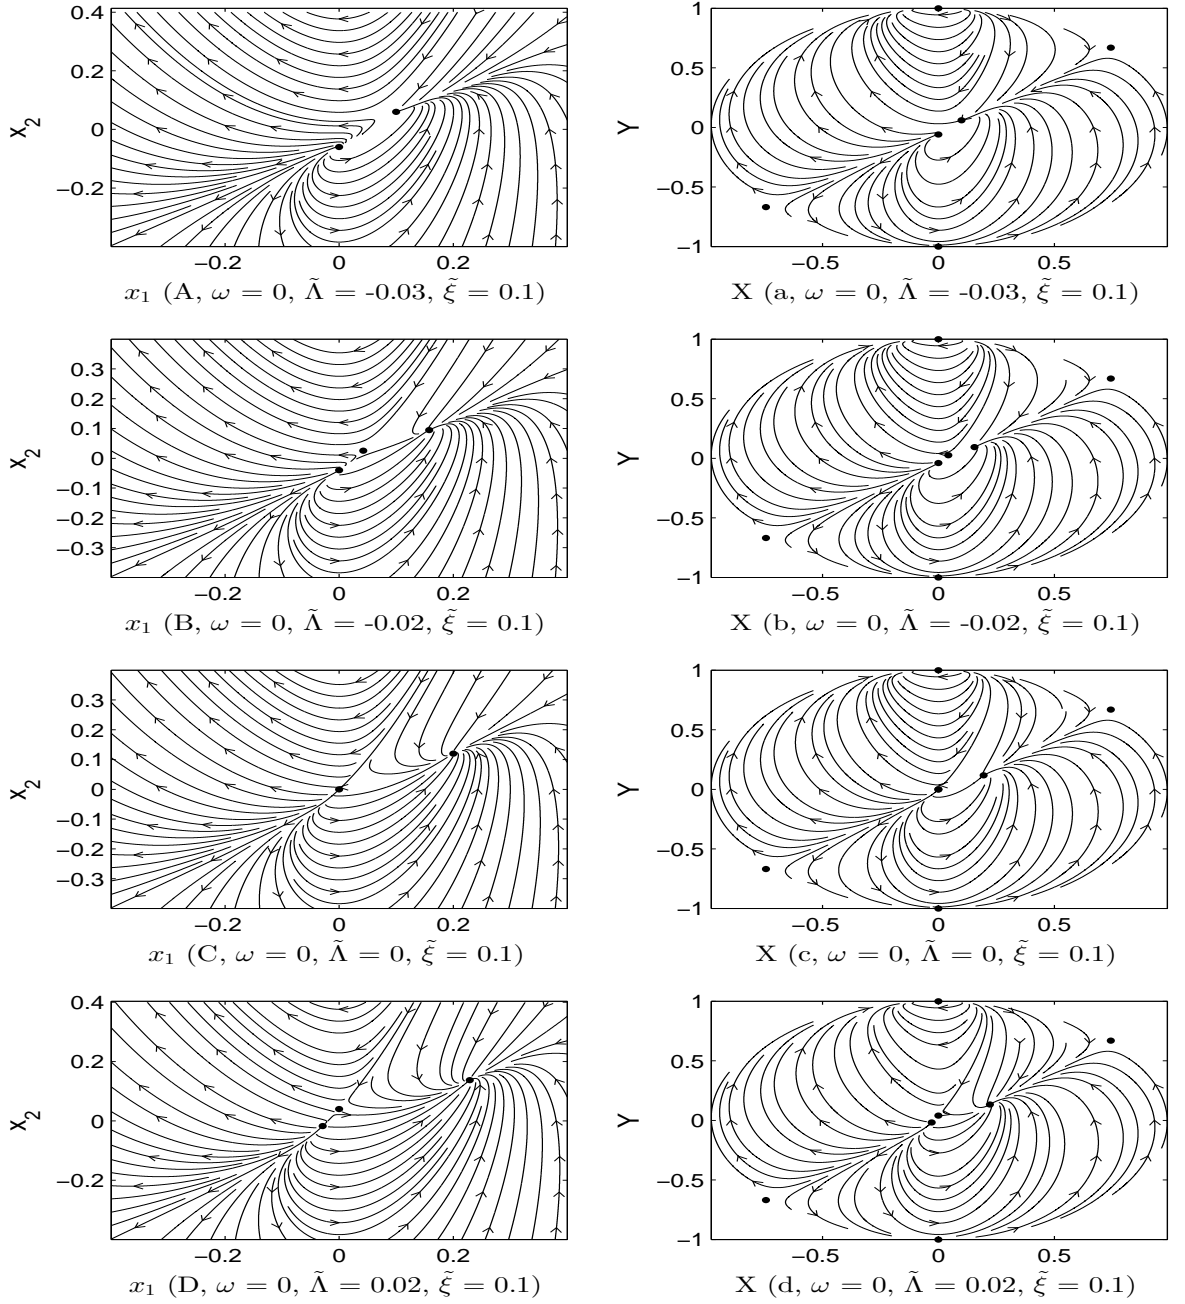 0.4
0.2
0
−0.2
x₂
−0.2 0 0.2
x₁ (A, ω = 0, Λ̃ = -0.03, ξ̃ = 0.1)
1
0.5
0
−0.5
−1
Y
−0.5 0 0.5
X (a, ω = 0, Λ̃ = -0.03, ξ̃ = 0.1)
0.3
0.2
0.1
0
−0.1
−0.2
−0.3
x₂
−0.2 0 0.2
x₁ (B, ω = 0, Λ̃ = -0.02, ξ̃ = 0.1)
1
0.5
0
−0.5
−1
Y
−0.5 0 0.5
X (b, ω = 0, Λ̃ = -0.02, ξ̃ = 0.1)
0.3
0.2
0.1
0
−0.1
−0.2
−0.3
x₂
−0.2 0 0.2
x₁ (C, ω = 0, Λ̃ = 0, ξ̃ = 0.1)
1
0.5
0
−0.5
−1
Y
−0.5 0 0.5
X (c, ω = 0, Λ̃ = 0, ξ̃ = 0.1)
0.4
0.2
0
−0.2
x₂
−0.2 0 0.2
x₁ (D, ω = 0, Λ̃ = 0.02, ξ̃ = 0.1)
1
0.5
0
−0.5
−1
Y
−0.5 0 0.5
X (d, ω = 0, Λ̃ = 0.02, ξ̃ = 0.1)